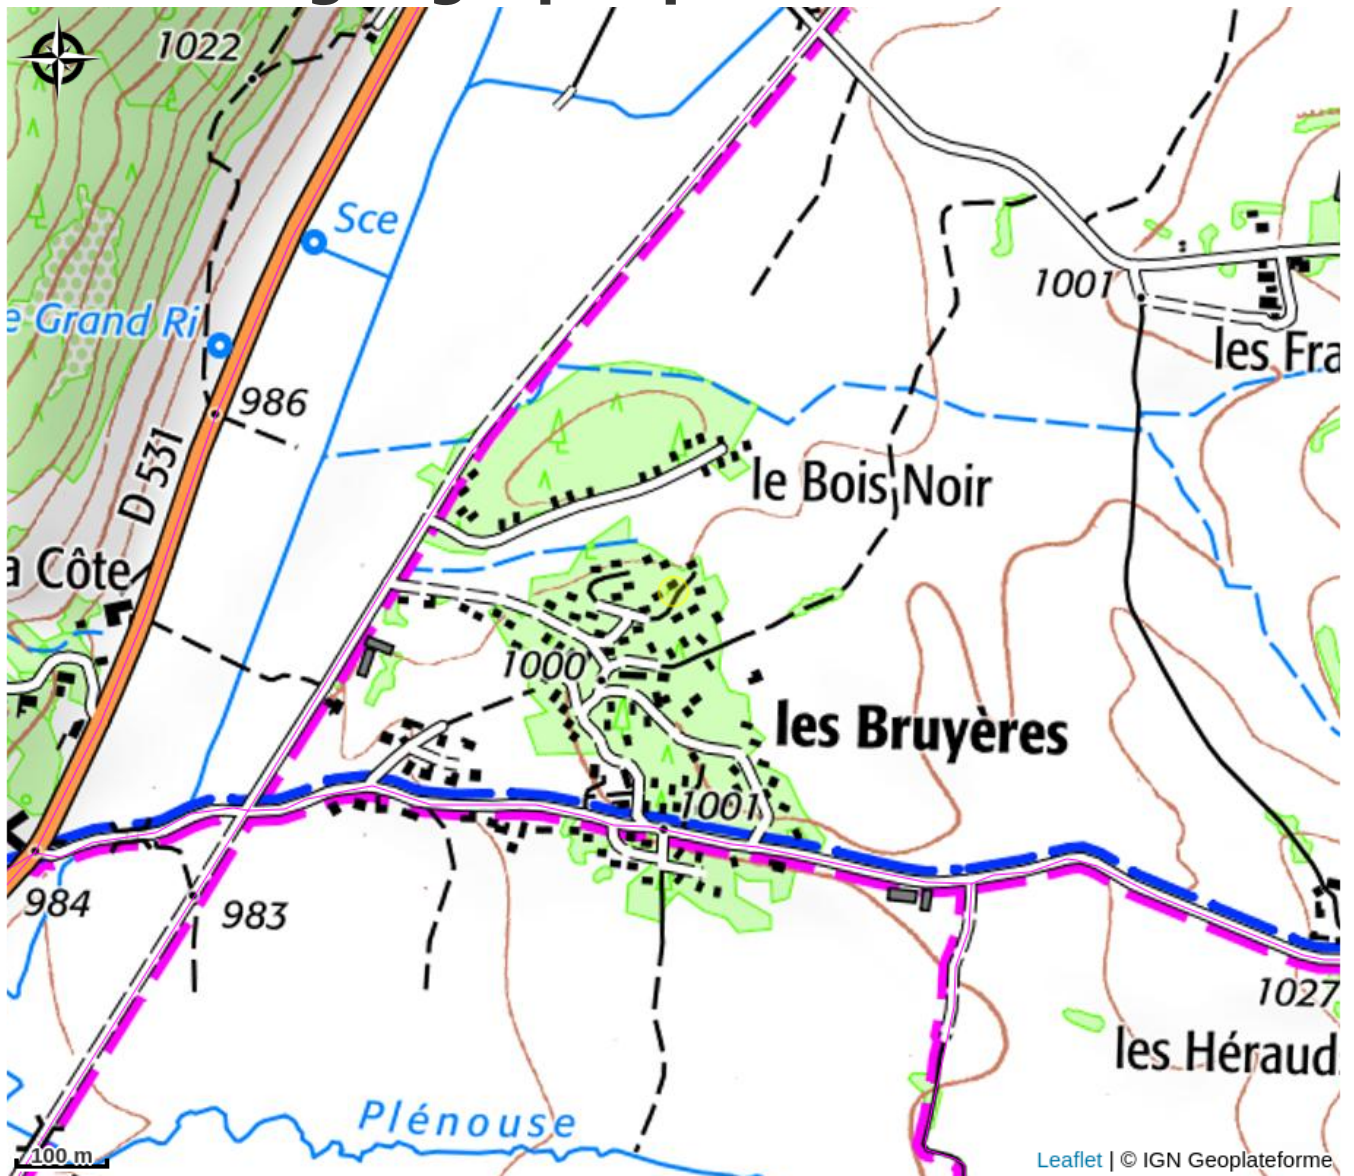 1022
Sce
1001
e Grand Ri
les Fra
986
D 531
le Bois Noir
a Côte
1000
les Bruyères
1001
984
983
1027
les Héraud
Plénouse
100 m
Leaflet | © IGN Geoplateforme